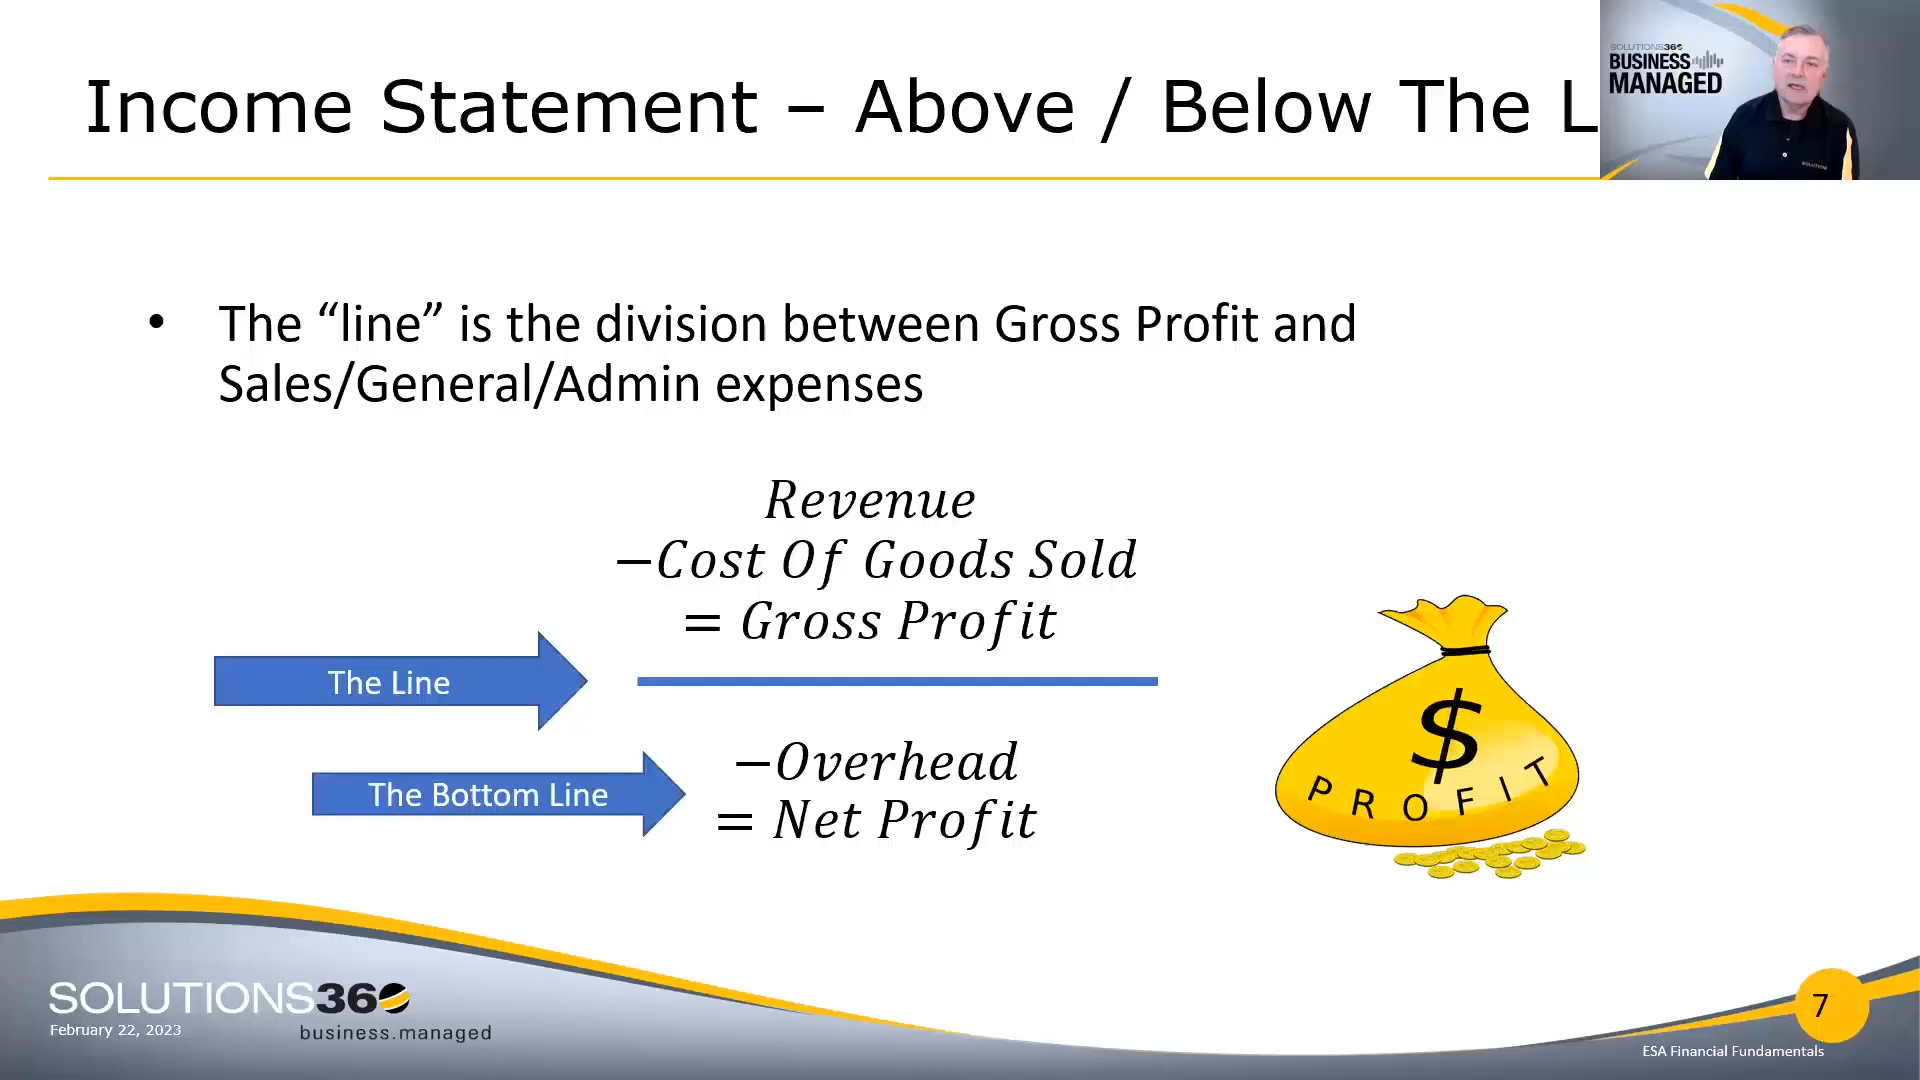 Income Statement – Above / Below The L
SOLUTIONS360
BUSINESS
MANAGED
• The “line” is the division between Gross Profit and
Sales/General/Admin expenses
Revenue
−Cost Of Goods Sold
= Gross Profit
The Line
−Overhead
The Bottom Line
= Net Profit
$
PROFIT
SOLUTIONS360
February 22, 2023
business.managed
7
ESA Financial Fundamentals